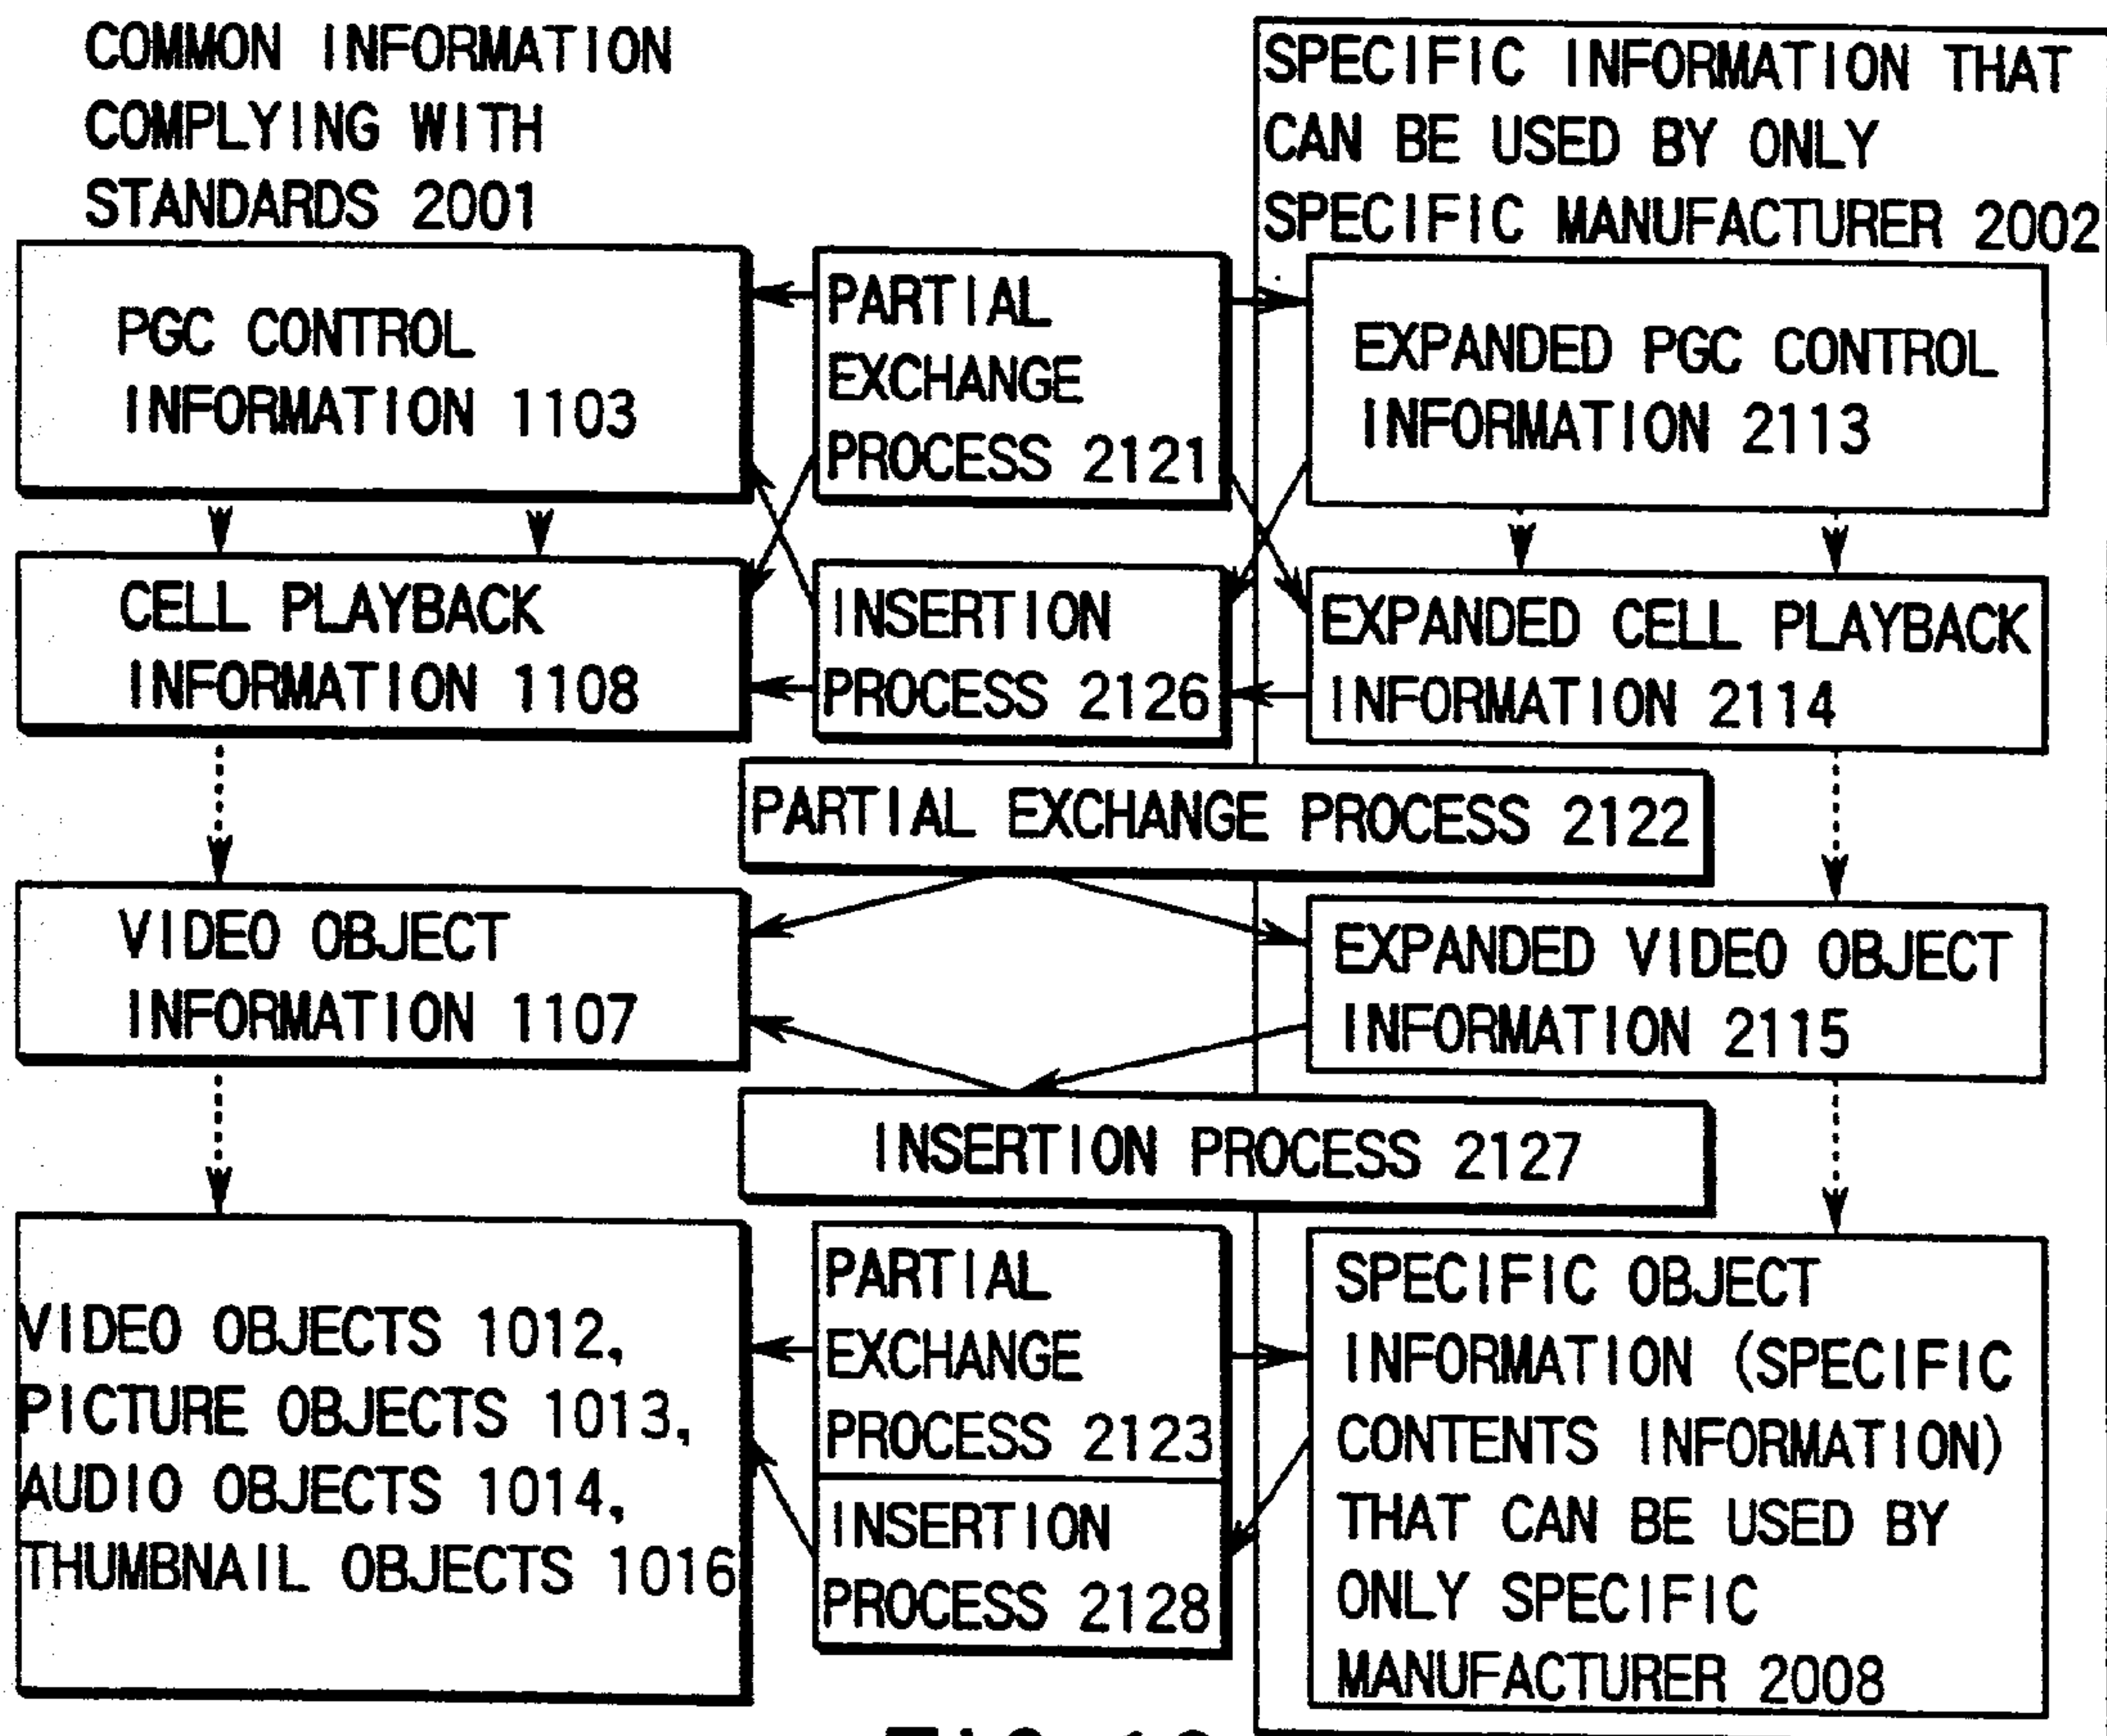 COMMON INFORMATION
COMPLYING WITH
STANDARDS 2001
SPECIFIC INFORMATION THAT
CAN BE USED BY ONLY
SPECIFIC MANUFACTURER 2002
PGC CONTROL
INFORMATION 1103
PARTIAL
EXCHANGE
PROCESS 2121
EXPANDED PGC CONTROL
INFORMATION 2113
CELL PLAYBACK
INFORMATION 1108
INSERTION
PROCESS 2126
EXPANDED CELL PLAYBACK
INFORMATION 2114
PARTIAL EXCHANGE PROCESS 2122
VIDEO OBJECT
INFORMATION 1107
EXPANDED VIDEO OBJECT
INFORMATION 2115
INSERTION PROCESS 2127
VIDEO OBJECTS 1012,
PICTURE OBJECTS 1013,
AUDIO OBJECTS 1014,
THUMBNAIL OBJECTS 1016
PARTIAL
EXCHANGE
PROCESS 2123
INSERTION
PROCESS 2128
SPECIFIC OBJECT
INFORMATION (SPECIFIC
CONTENTS INFORMATION)
THAT CAN BE USED BY
ONLY SPECIFIC
MANUFACTURER 2008